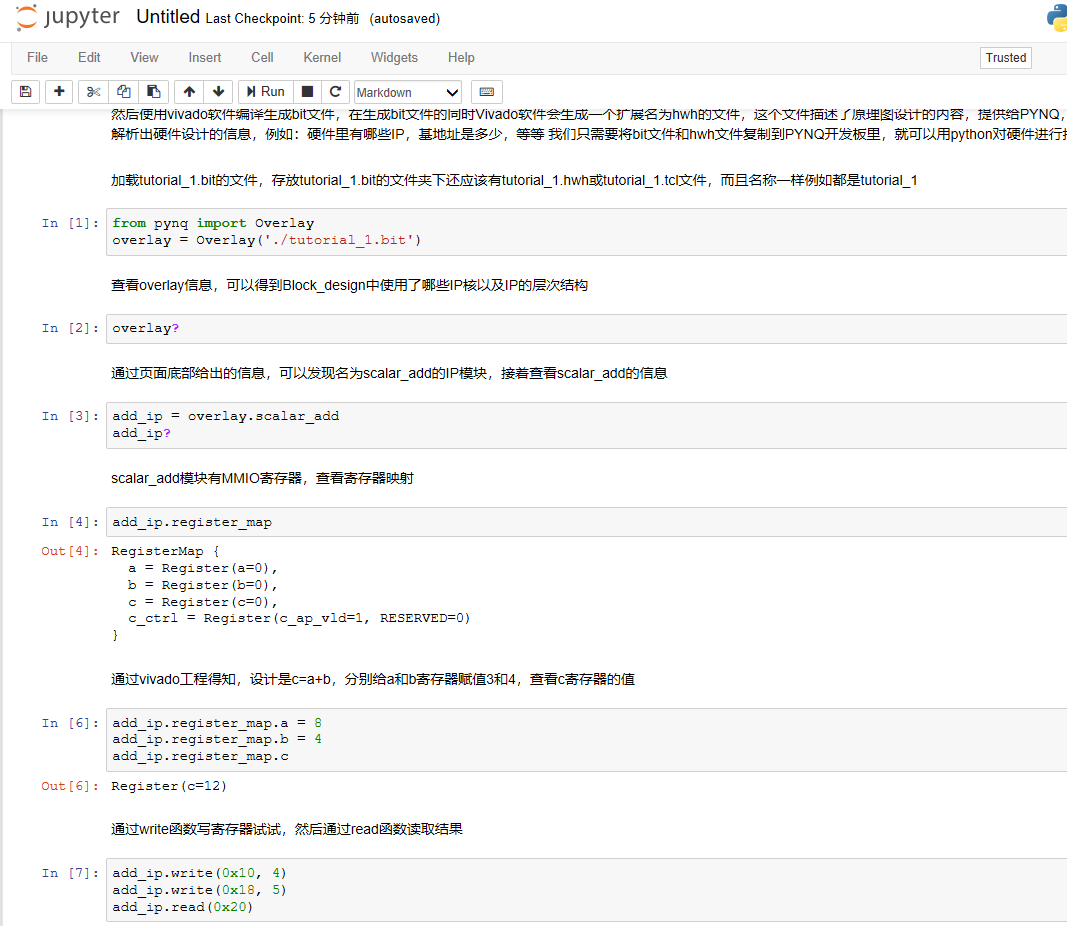 jupyter Untitled Last Checkpoint: 5 分钟前 (autosaved)
File Edit View Insert Cell Kernel Widgets Help
Trusted
Run Markdown
然后使用vivado软件编译生成bit文件，在生成bit文件的同时Vivado软件会生成一个扩展名为hwh的文件，这个文件描述了原理图设计的内容，提供给PYNQ,
解析出硬件设计的信息，例如：硬件里有哪些IP，基地址是多少，等等 我们只需要将bit文件和hwh文件复制到PYNQ开发板里，就可以用python对硬件进行
加载tutorial_1.bit的文件，存放tutorial_1.bit的文件夹下还应该有tutorial_1.hwh或tutorial_1.tcl文件，而且名称一样例如都是tutorial_1
In [1]: from pynq import Overlay
overlay = Overlay('./tutorial_1.bit')
查看overlay信息，可以得到Block_design中使用了哪些IP核以及IP的层次结构
In [2]: overlay?
通过页面底部给出的信息，可以发现名为scalar_add的IP模块，接着查看scalar_add的信息
In [3]: add_ip = overlay.scalar_add
add_ip?
scalar_add模块有MMIO寄存器，查看寄存器映射
In [4]: add_ip.register_map
Out[4]: RegisterMap {
a = Register(a=0),
b = Register(b=0),
c = Register(c=0),
c_ctrl = Register(c_ap_vld=1, RESERVED=0)
}
通过vivado工程得知，设计是c=a+b，分别给a和b寄存器赋值3和4，查看c寄存器的值
In [6]: add_ip.register_map.a = 8
add_ip.register_map.b = 4
add_ip.register_map.c
Out[6]: Register(c=12)
通过write函数写寄存器试试，然后通过read函数读取结果
In [7]: add_ip.write(0x10, 4)
add_ip.write(0x18, 5)
add_ip.read(0x20)